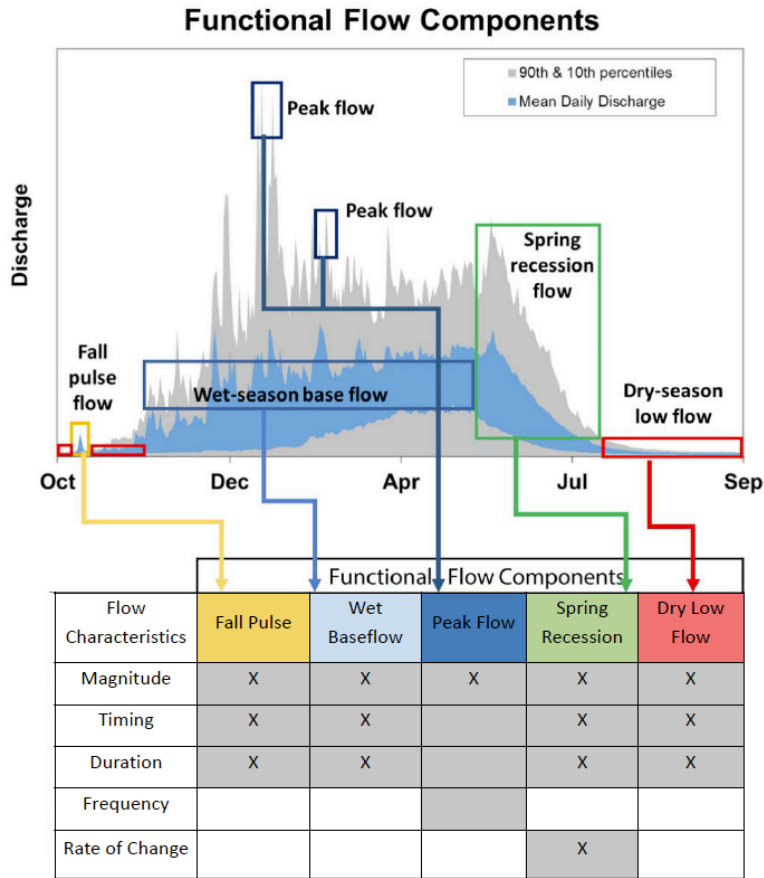 Functional Flow Components
90th & 10th percentiles
Mean Daily Discharge
Peak flow
Peak flow
Spring
recession
flow
Fall
pulse
flow
Wet-season base flow
Dry-season
low flow
Discharge
Oct Dec Apr Jul Sep
Functional Flow Components
Flow
Characteristics
Fall Pulse
Wet
Baseflow
Peak Flow
Spring
Recession
Dry Low
Flow
Magnitude X X X X X
Timing X X X X
Duration X X X X
Frequency
Rate of Change X